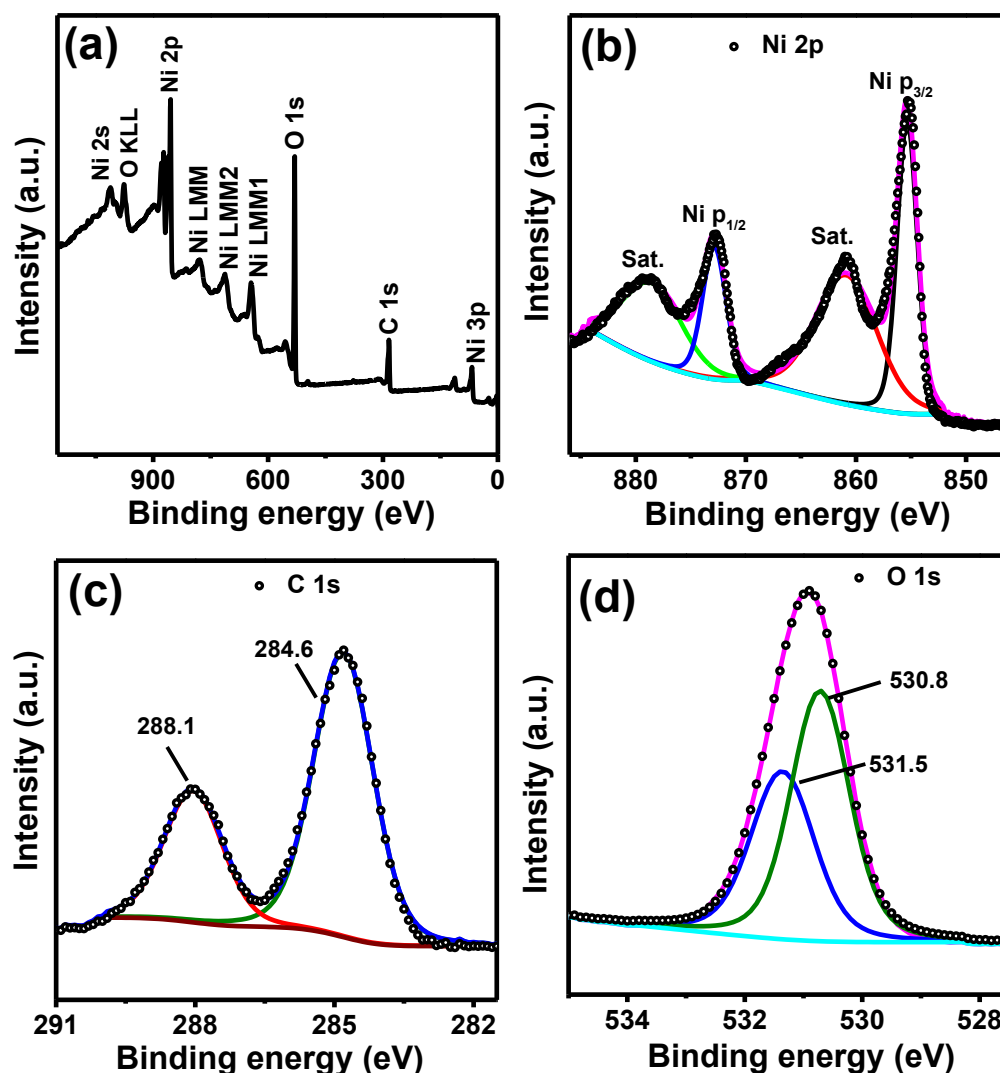 (a)
Ni 2s
O KLL
Ni 2p
Ni LMM
Ni LMM2
Ni LMM1
O 1s
C 1s
Ni 3p
Intensity (a.u.)
900 600 300 0
Binding energy (eV)
(b)
Ni 2p
Ni p3/2
Ni p1/2
Sat.
Sat.
Intensity (a.u.)
880 870 860 850
Binding energy (eV)
(c)
C 1s
284.6
288.1
Intensity (a.u.)
291 288 285 282
Binding energy (eV)
(d)
O 1s
530.8
531.5
Intensity (a.u.)
534 532 530 528
Binding energy (eV)